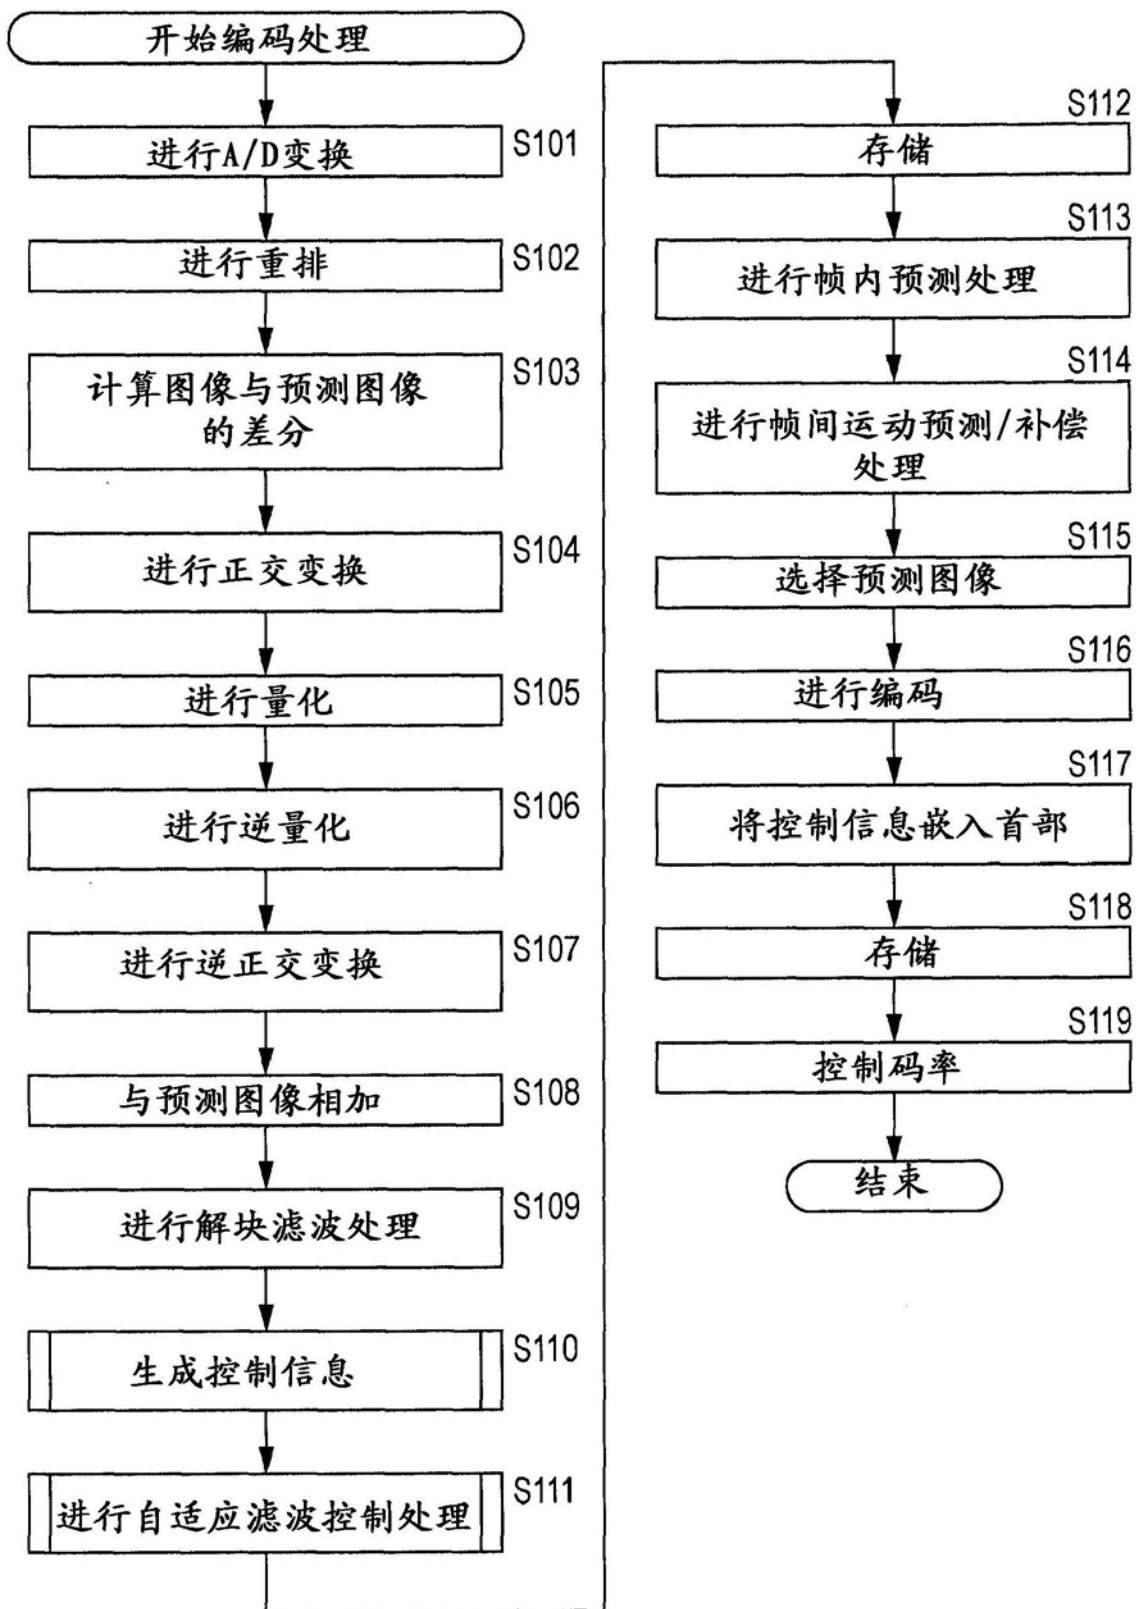 开始编码处理
进行A/D变换
S101
进行重排
S102
计算图像与预测图像
的差分
S103
进行正交变换
S104
进行量化
S105
进行逆量化
S106
进行逆正交变换
S107
与预测图像相加
S108
进行解块滤波处理
S109
生成控制信息
S110
进行自适应滤波控制处理
S111
S112
存储
S113
进行帧内预测处理
S114
进行帧间运动预测/补偿
处理
S115
选择预测图像
S116
进行编码
S117
将控制信息嵌入首部
S118
存储
S119
控制码率
结束